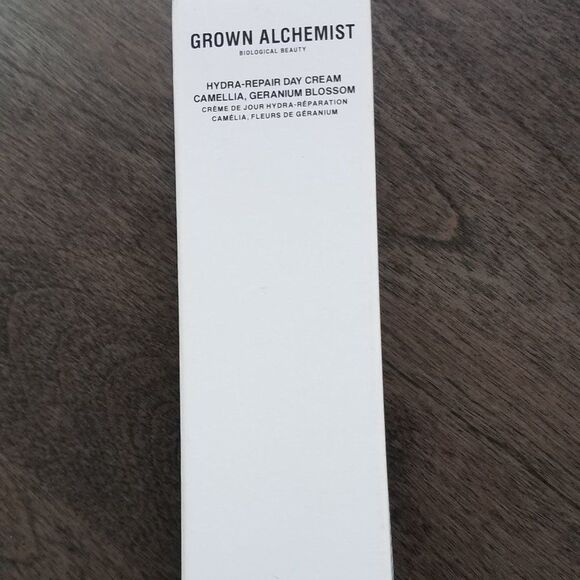 GROWN ALCHEMIST
BIOLOGICAL BEAUTY
HYDRA-REPAIR DAY CREAM
CAMELLIA, GERANIUM BLOSSOM
CRÈME DE JOUR HYDRA-RÉPARATION
CAMÉLIA, FLEURS DE GÉRANIUM